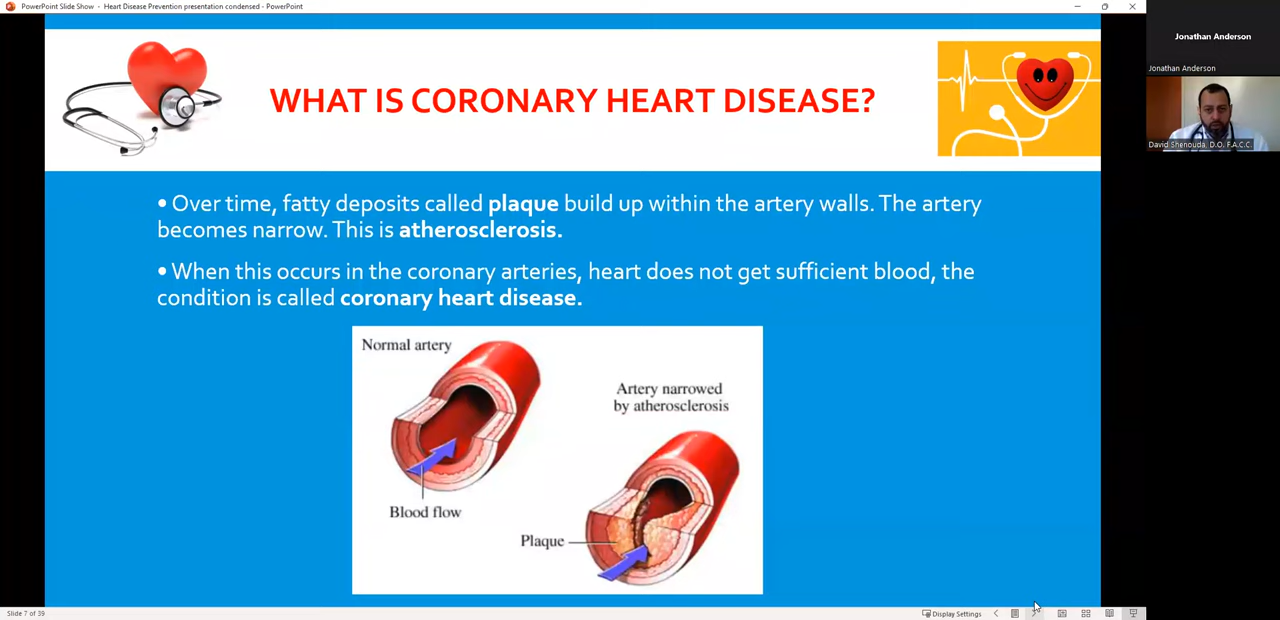 PowerPoint Slide Show - Heart Disease Prevention presentation condensed - PowerPoint
Jonathan Anderson
Jonathan Anderson
David Shenouda, D.O. F.A.C.C.
WHAT IS CORONARY HEART DISEASE?
• Over time, fatty deposits called plaque build up within the artery walls. The artery
becomes narrow. This is atherosclerosis.
• When this occurs in the coronary arteries, heart does not get sufficient blood, the
condition is called coronary heart disease.
Normal artery
Artery narrowed
by atherosclerosis
Blood flow
Plaque
Slide 7 of 39
Display Settings